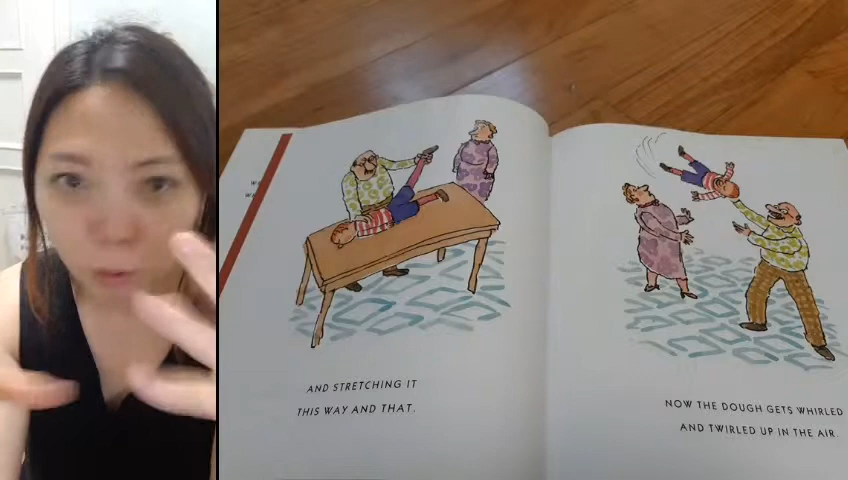 AND STRETCHING IT
THIS WAY AND THAT.
NOW THE DOUGH GETS WHIRLED
AND TWIRLED UP IN THE AIR.